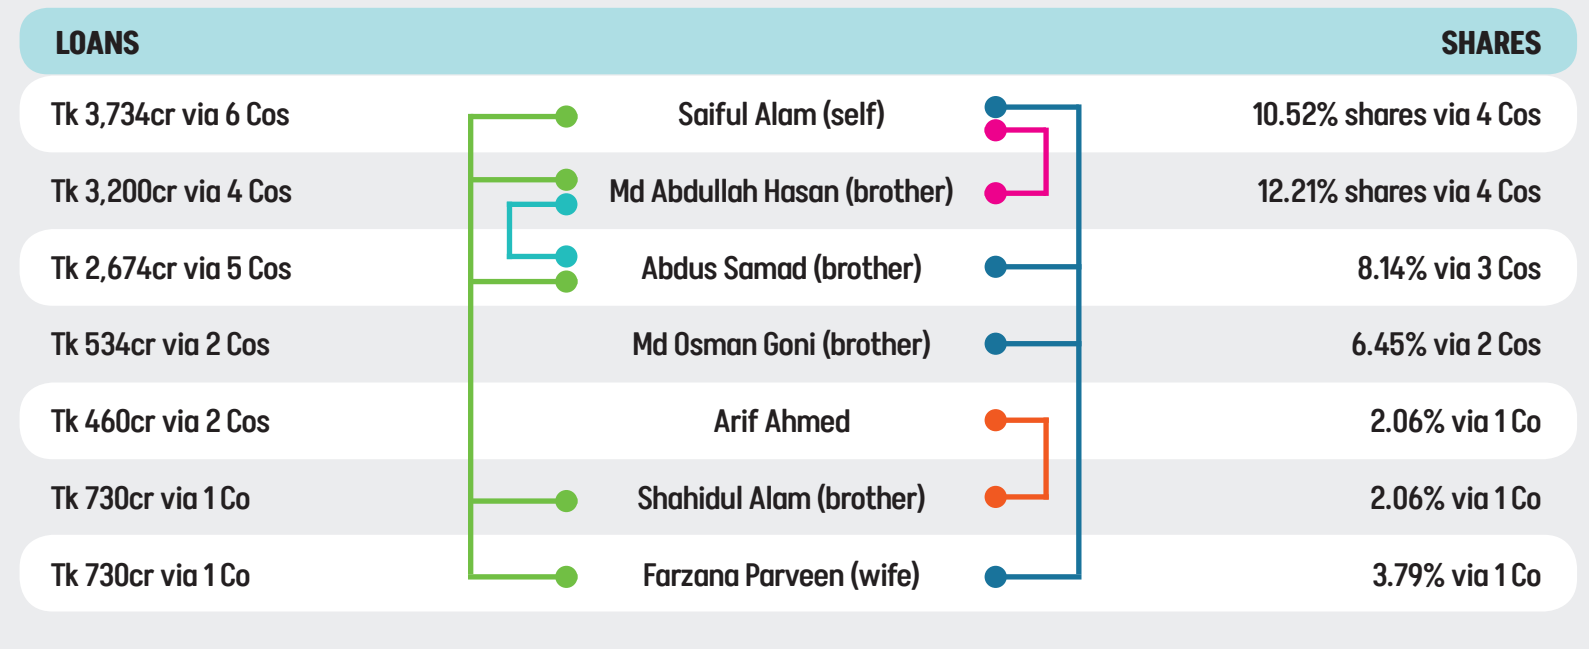 LOANS SHARES
Tk 3,734cr via 6 Cos Saiful Alam (self) 10.52% shares via 4 Cos
Tk 3,200cr via 4 Cos Md Abdullah Hasan (brother) 12.21% shares via 4 Cos
Tk 2,674cr via 5 Cos Abdus Samad (brother) 8.14% via 3 Cos
Tk 534cr via 2 Cos Md Osman Goni (brother) 6.45% via 2 Cos
Tk 460cr via 2 Cos Arif Ahmed 2.06% via 1 Co
Tk 730cr via 1 Co Shahidul Alam (brother) 2.06% via 1 Co
Tk 730cr via 1 Co Farzana Parveen (wife) 3.79% via 1 Co